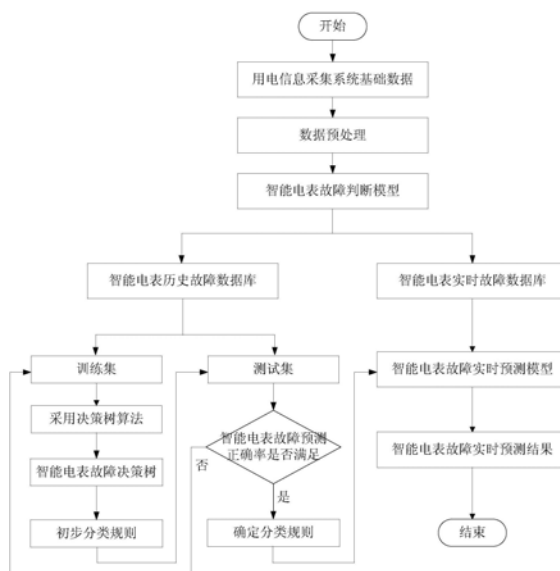 开始
用电信息采集系统基础数据
数据预处理
智能电表故障判断模型
智能电表历史故障数据库
智能电表实时故障数据库
训练集
测试集
智能电表故障实时预测模型
采用决策树算法
智能电表故障预测
正确率是否满足
智能电表故障实时预测结果
否
智能电表故障决策树
是
初步分类规则
确定分类规则
结束